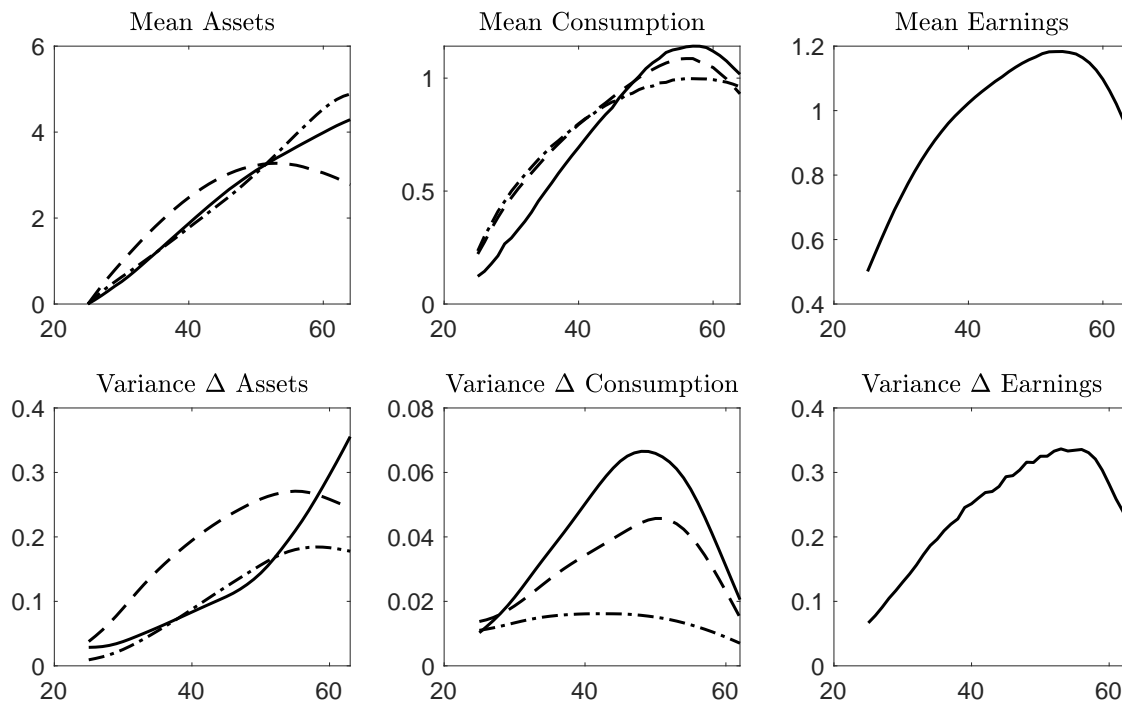 Mean Assets
6
4
2
0
20 40 60
Mean Consumption
1
0.5
0
20 40 60
Mean Earnings
1.2
1
0.8
0.6
0.4
20 40 60
Variance Δ Assets
0.4
0.3
0.2
0.1
0
20 40 60
Variance Δ Consumption
0.08
0.06
0.04
0.02
0
20 40 60
Variance Δ Earnings
0.4
0.3
0.2
0.1
0
20 40 60